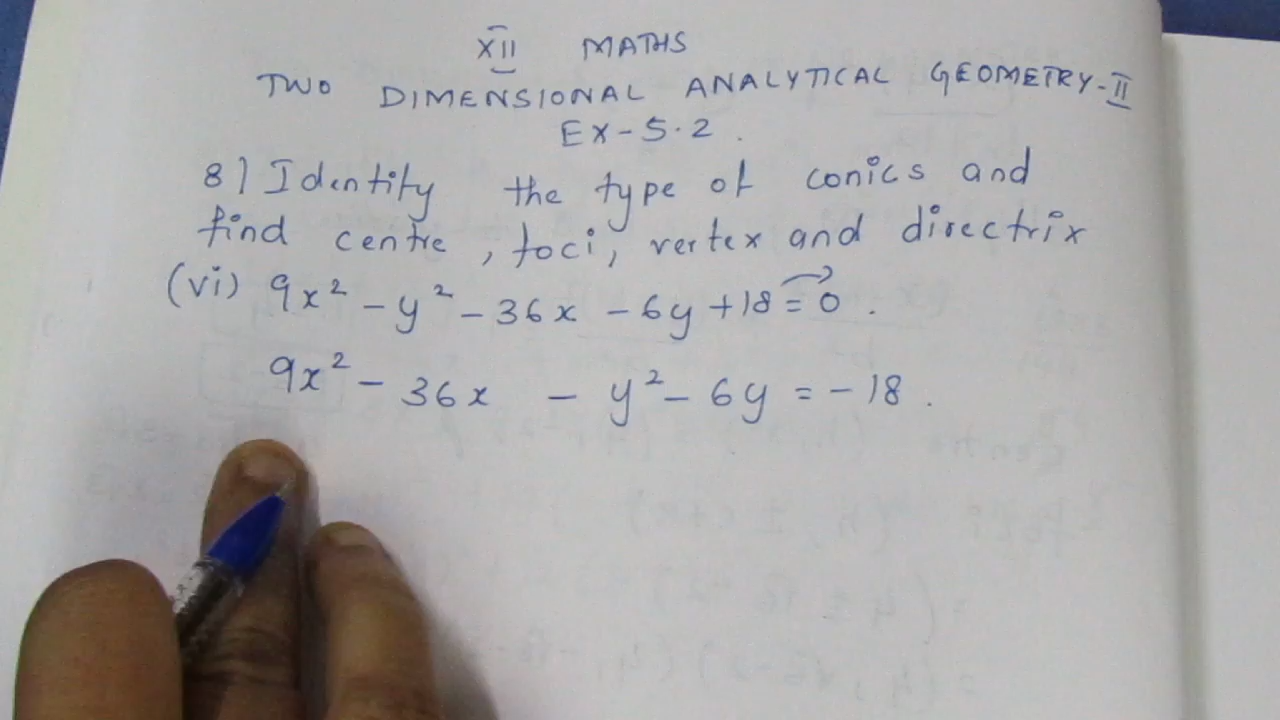 XII MATHS
TWO DIMENSIONAL ANALYTICAL GEOMETRY-II
EX-5.2.
8) Identify the type of conics and
find centre, foci, vertex and directrix
(vi) 9x² - y² - 36x - 6y + 18 = 0.
9x² - 36x - y² - 6y = -18.